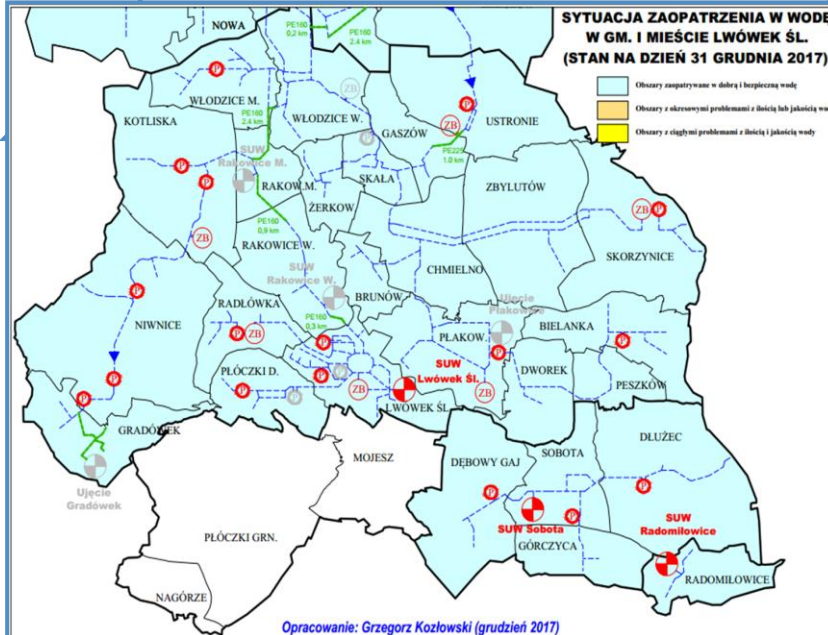 SYTUACJA ZAOPATRZENIA W WODĘ
W GM. I MIEŚCIE LWÓWEK ŚL.
(STAN NA DZIEŃ 31 GRUDNIA 2017)
Obszary zaopatrywane w dobrą i bezpieczną wodę
Obszary z okresowymi problemami z ilością lub jakością wo
Obszary z ciągłymi problemami z ilością i jakością wody
NOWA
PE160
0,2 km
PE160
2.4 km
WŁODZICE M.
ZB
P
KOTLISKA
PE160
2.4 km
WŁODZICE W.
GASZÓW
P
ZB
USTRONIE
P
PE225
1.0 km
SUW
Rakowice M.
P
P
RAKOW.M.
SKAŁA
ZBYLUTÓW
ŻERKOW.
PE160
0,9 km
ZB
P
ZB
RAKOWICE W.
SKORZYNICE
CHMIELNO
SUW
Rakowice W.
P
NIWNICE
RADŁÓWKA
BRUNÓW
Ujęcie
Płakowice
PE160
0,3 km
BIELANKA
P
ZB
P
PŁAKOW.
P
P
PŁÓCZKI D.
SUW
Lwówek Śl.
DWOREK
PESZKÓW
P
P
P
P
P
P
ZB
ZB
LWÓWEK ŚL.
GRADÓWEK
DŁUŻEC
MOJESZ
DĘBOWY GAJ
SOBOTA
Ujęcie
Gradówek
P
P
SUW Sobota
P
SUW
Radomiłowice
PŁÓCZKI GRN.
GÓRCZYCA
RADOMIŁOWICE
NAGÓRZE
Opracowanie: Grzegorz Kozłowski (grudzień 2017)